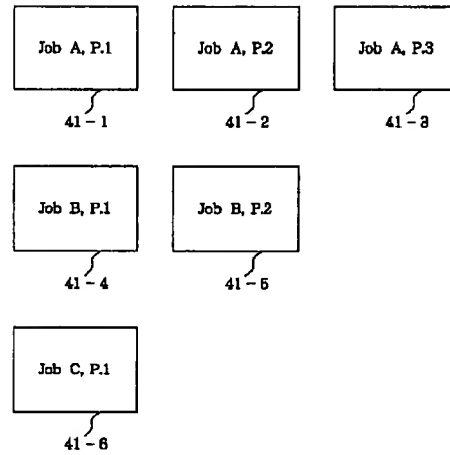 Job A, P.1
Job A, P.2
Job A, P.3
41-1
41-2
41-3
Job B, P.1
Job B, P.2
41-4
41-5
Job C, P.1
41-6